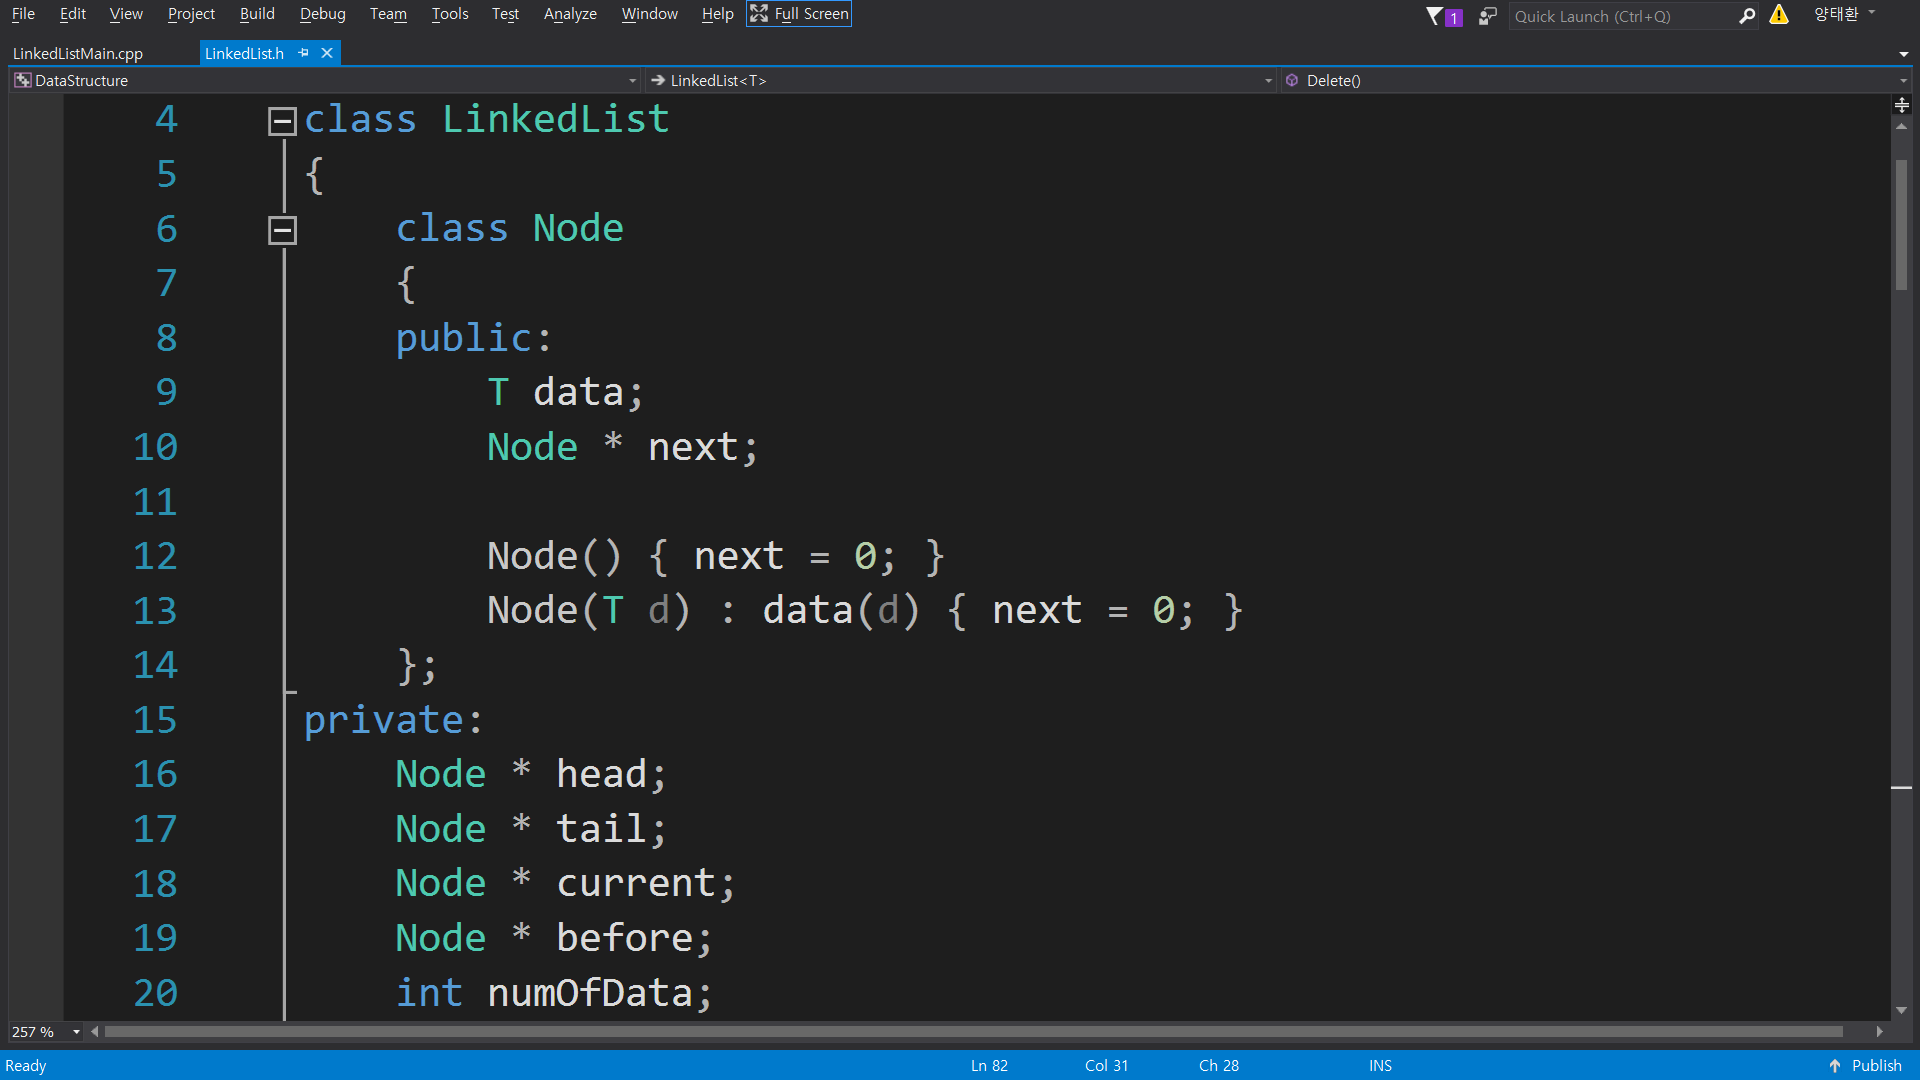 File Edit View Project Build Debug Team Tools Test Analyze Window Help Full Screen 1 Quick Launch (Ctrl+Q) 양태환
LinkedListMain.cpp LinkedList.h
DataStructure LinkedList<T> Delete()
4 class LinkedList
5 {
6 class Node
7 {
8 public:
9 T data;
10 Node * next;
11
12 Node() { next = 0; }
13 Node(T d) : data(d) { next = 0; }
14 };
15 private:
16 Node * head;
17 Node * tail;
18 Node * current;
19 Node * before;
20 int numOfData;
257 %
Ready Ln 82 Col 31 Ch 28 INS Publish